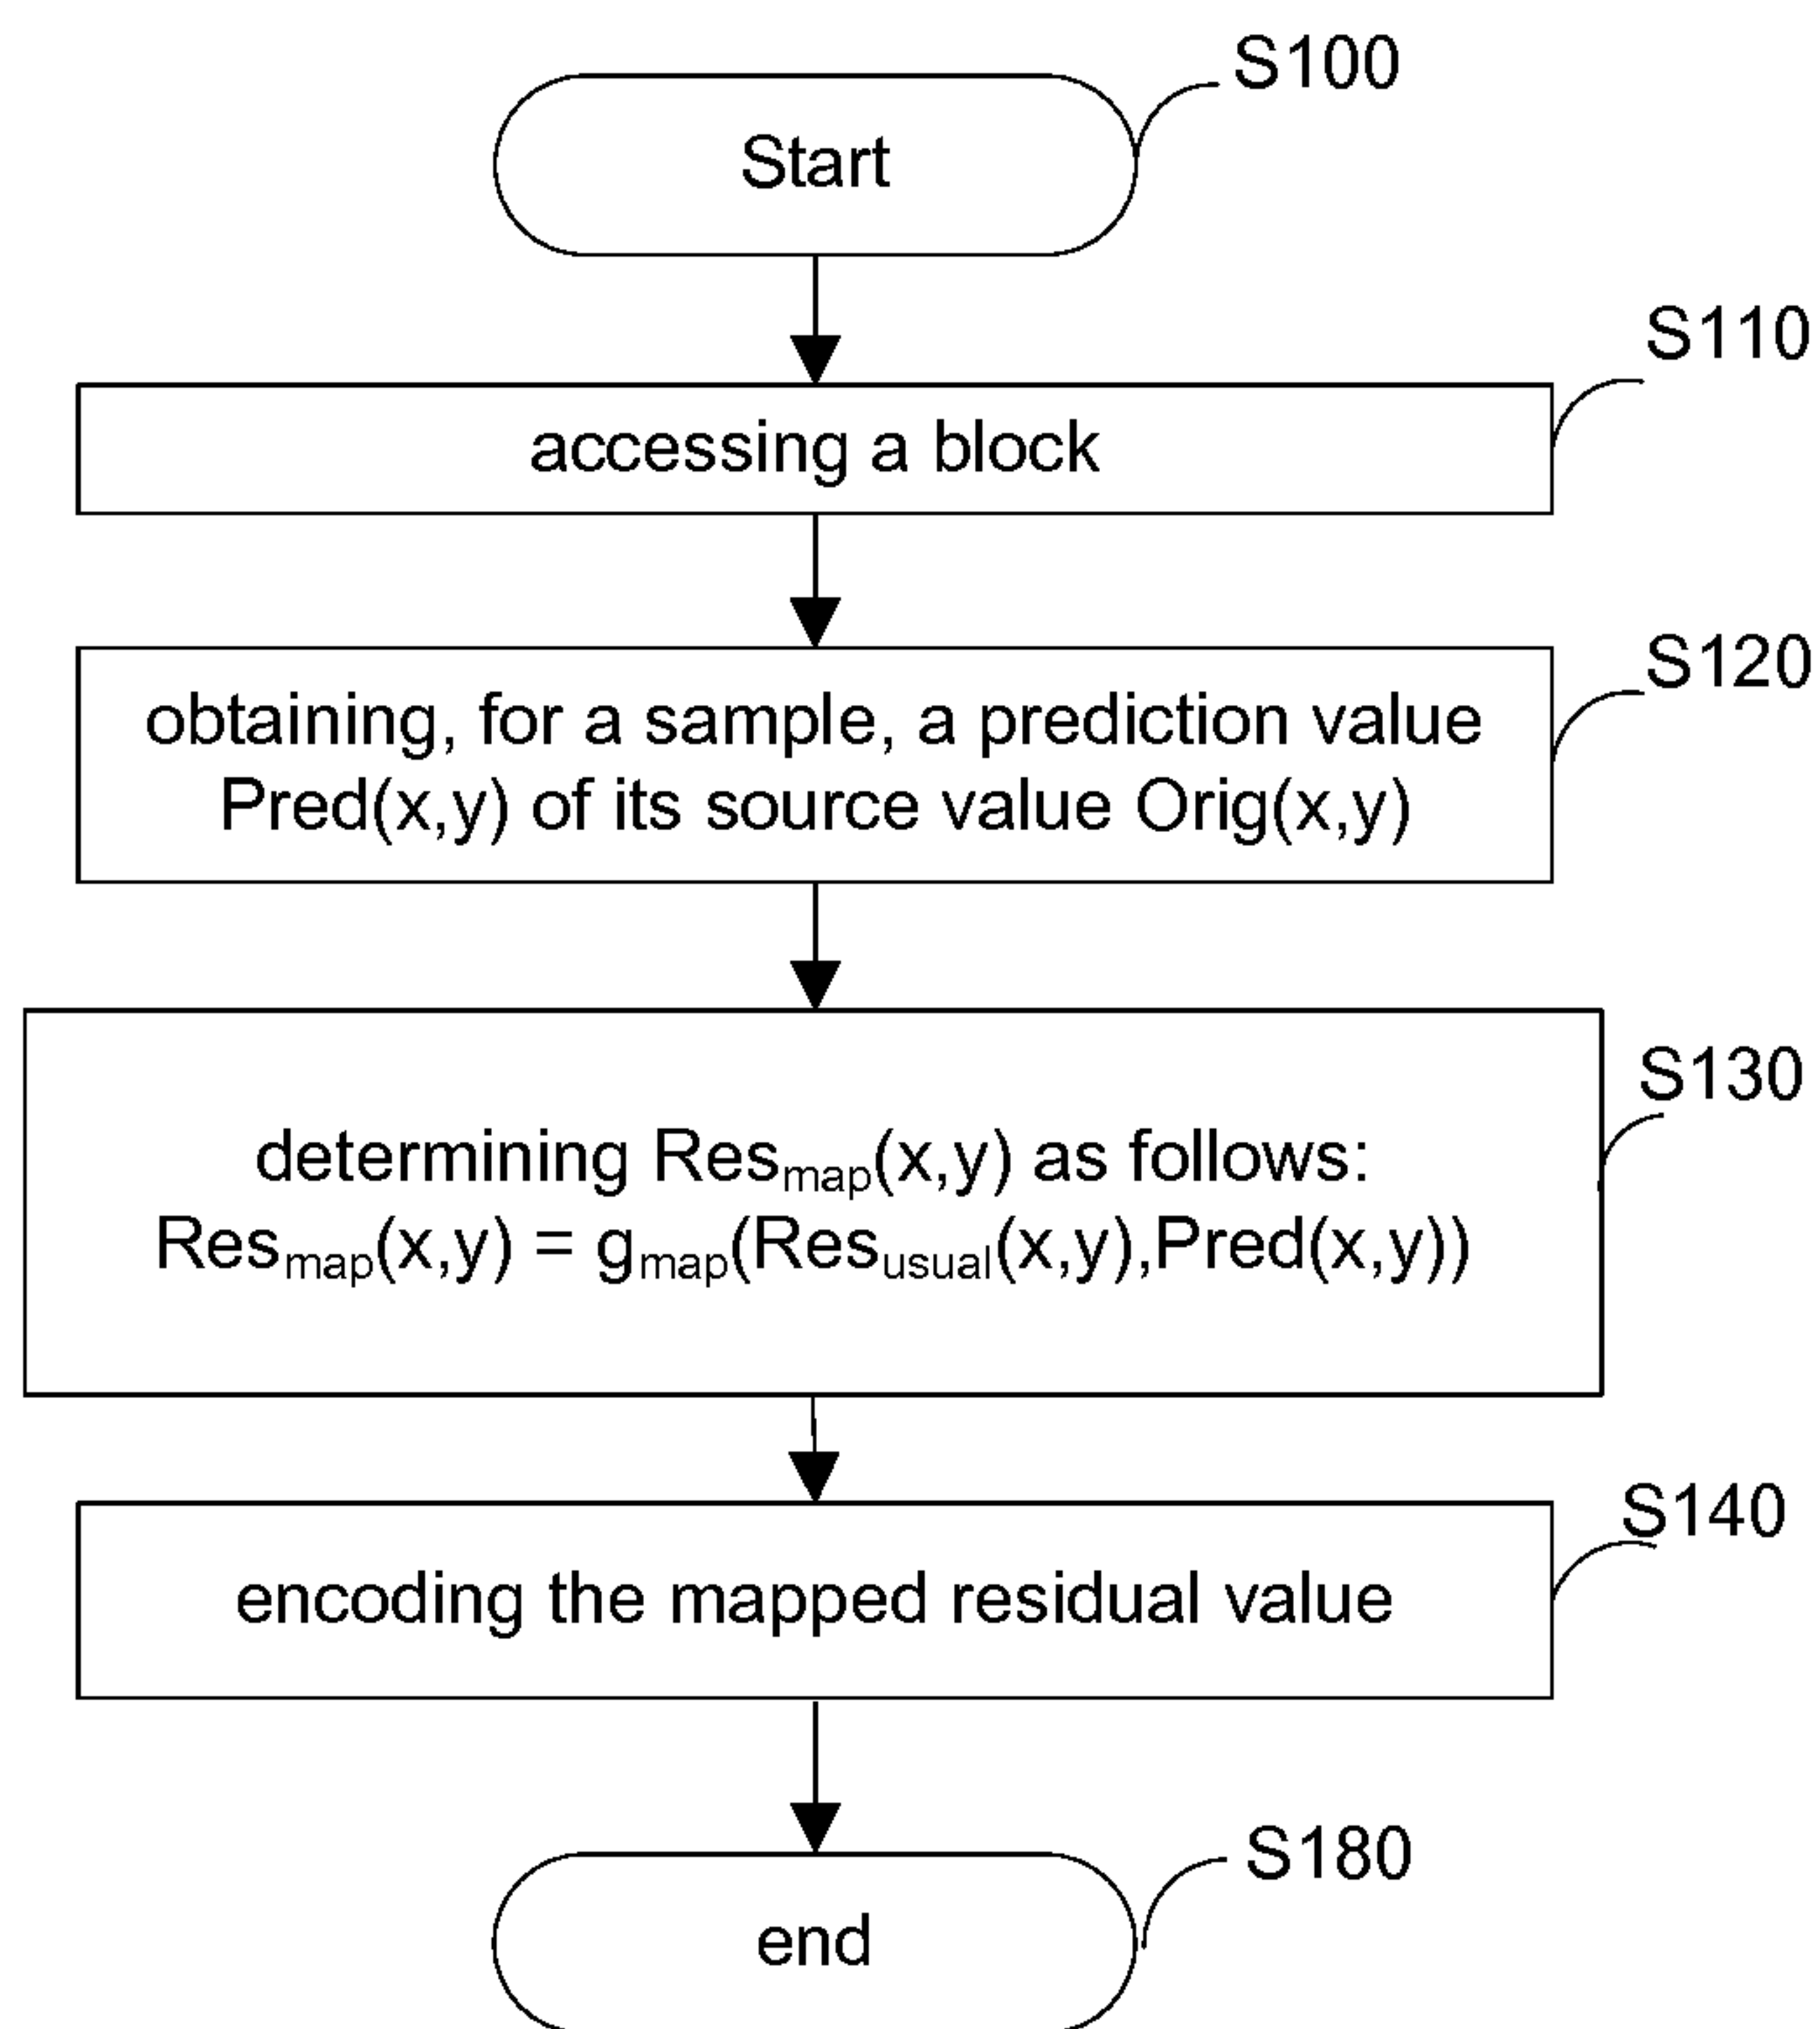 S100
Start
S110
accessing a block
S120
obtaining, for a sample, a prediction value
Pred(x,y) of its source value Orig(x,y)
S130
determining Resmap(x,y) as follows:
Resmap(x,y) = gmap(Resusual(x,y),Pred(x,y))
S140
encoding the mapped residual value
S180
end